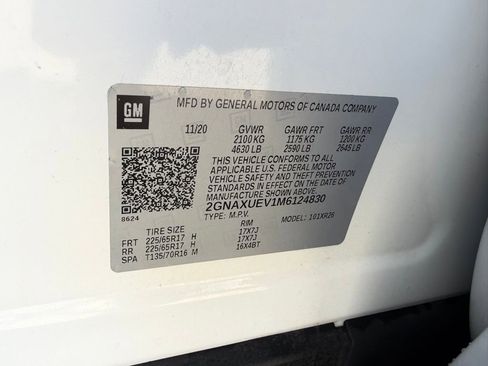 GM
MFD BY GENERAL MOTORS OF CANADA COMPANY
11/20 GVWR GAWR FRT GAWR RR
2100 KG 1175 KG 1200 KG
4630 LB 2590 LB 2645 LB
THIS VEHICLE CONFORMS TO ALL
APPLICABLE U.S. FEDERAL MOTOR
VEHICLE SAFETY AND THEFT
PREVENTION STANDARDS IN
EFFECT ON THE DATE OF
MANUFACTURE SHOWN ABOVE.
2GNAXUEV1M6124830
8624
TYPE: M.P.V. MODEL: 101XR26
TIRE SIZE RIM
FRT 225/65R17 H 17X7J
RR 225/65R17 H 17X7J
SPA T135/70R16 M 16X4BT